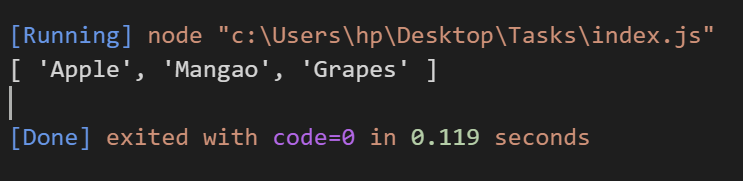 [Running] node "c:\Users\hp\Desktop\Tasks\index.js"
[ 'Apple', 'Mangao', 'Grapes' ]
[Done] exited with code=0 in 0.119 seconds